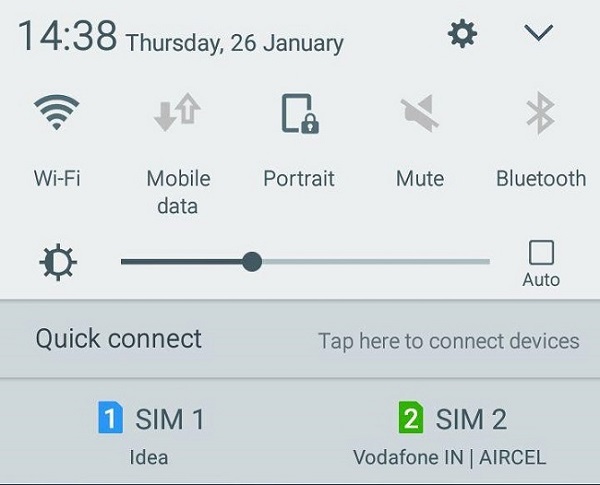 14:38 Thursday, 26 January
Wi-Fi Mobile data Portrait Mute Bluetooth
Auto
Quick connect Tap here to connect devices
1 SIM 1 2 SIM 2
Idea Vodafone IN | AIRCEL